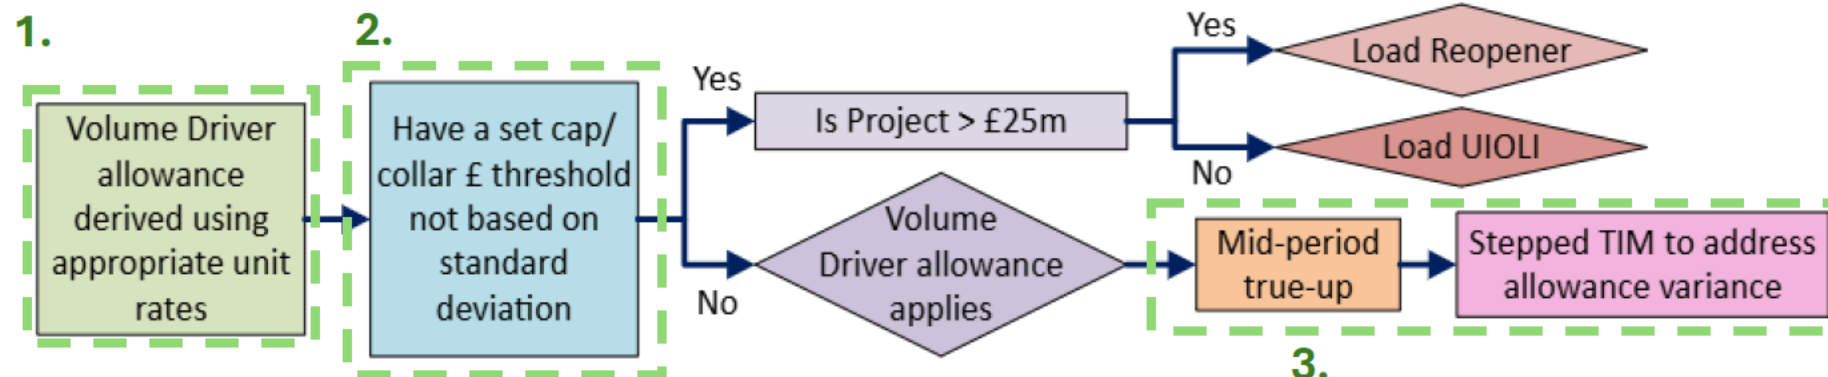 1.
Volume Driver
allowance
derived using
appropriate unit
rates
2.
Have a set cap/
collar £ threshold
not based on
standard
deviation
Yes
Is Project > £25m
Yes
Load Reopener
No
Load UIOLI
No
Volume
Driver allowance
applies
Mid-period
true-up
Stepped TIM to address
allowance variance
3.